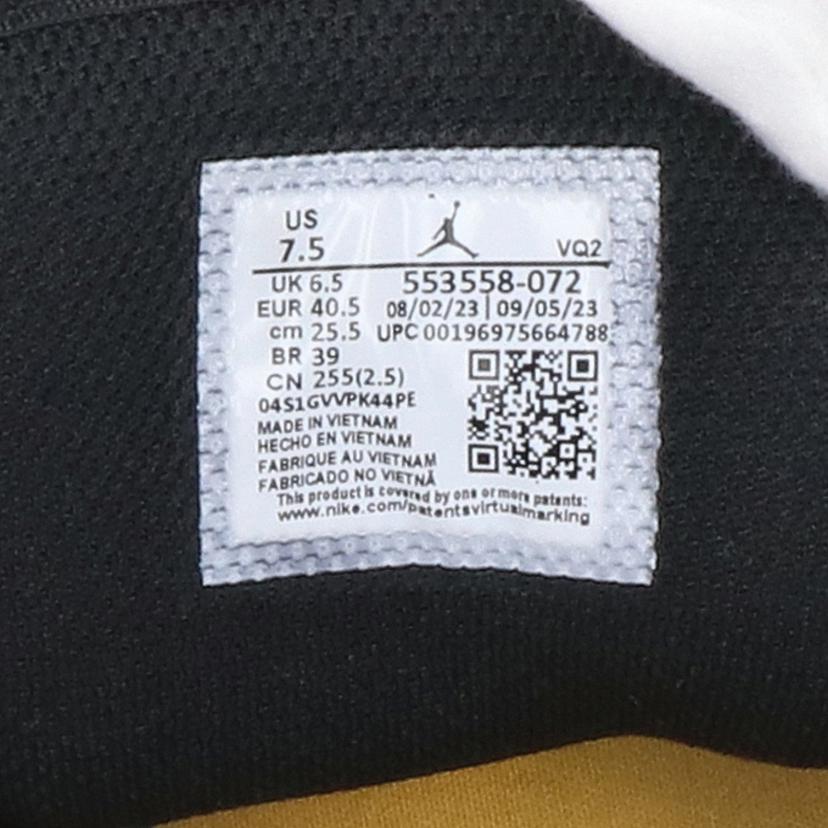 US
7.5
VQ2
UK 6.5
553558-072
EUR 40.5
08/02/23 | 09/05/23
cm 25.5
UPC 00196975664788
BR 39
CN 255(2.5)
04S1GVVPK44PE
MADE IN VIETNAM
HECHO EN VIETNAM
FABRIQUE AU VIETNAM
FABRICADO NO VIETNÃ
This product is covered by one or more patents:
www.nike.com/patentsvirtualmarking